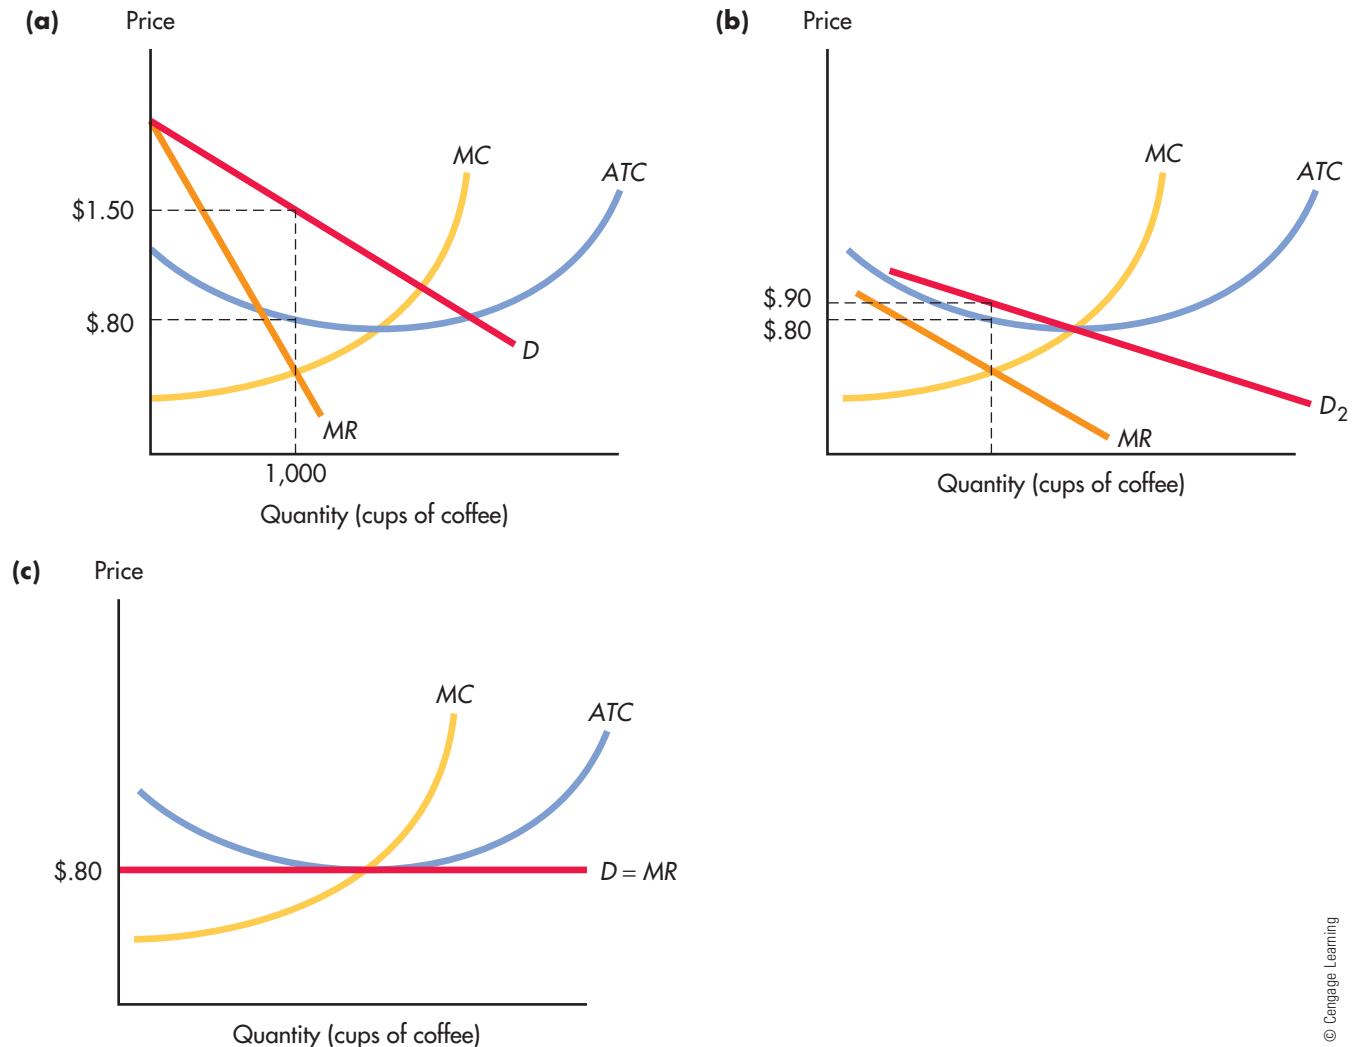 (a) Price
MC
ATC
$1.50
$.80
D
MR
1,000
Quantity (cups of coffee)
(b) Price
MC
ATC
$.90
$.80
D2
MR
Quantity (cups of coffee)
(c) Price
MC
ATC
$.80
D = MR
Quantity (cups of coffee)
© Cengage Learning